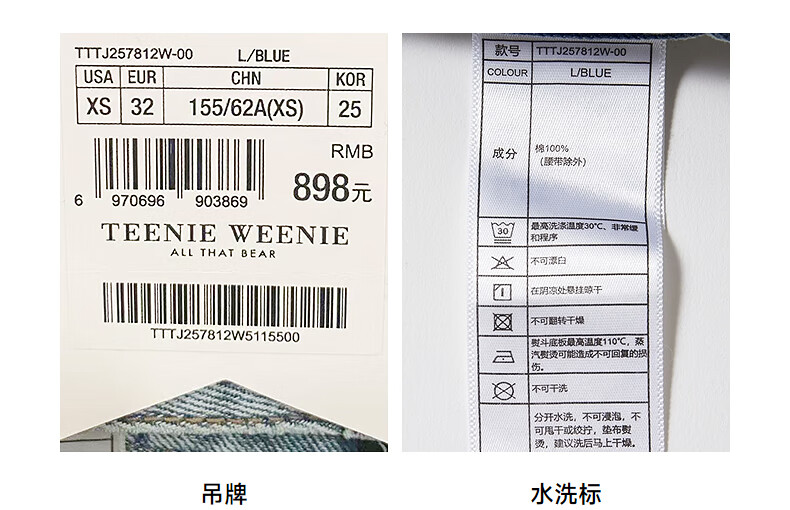 TTTJ257812W-00 L/BLUE
USA EUR CHN KOR
XS 32 155/62A(XS) 25
RMB
898元
6 970696 903869
TEENIE WEENIE
ALL THAT BEAR
TTTJ257812W5115500
吊牌
款号 TTTJ257812W-00
COLOUR L/BLUE
成分 棉100%
(腰带除外)
30 最高洗涤温度30℃、非常缓
和程序
不可漂白
在阴凉处悬挂晾干
不可翻转干燥
熨斗底板最高温度110℃，蒸
汽熨烫可能造成不可回复的损
伤。
不可干洗
分开水洗，不可浸泡，不
可甩干或绞拧，垫布熨
烫，建议洗后马上干燥。
水洗标